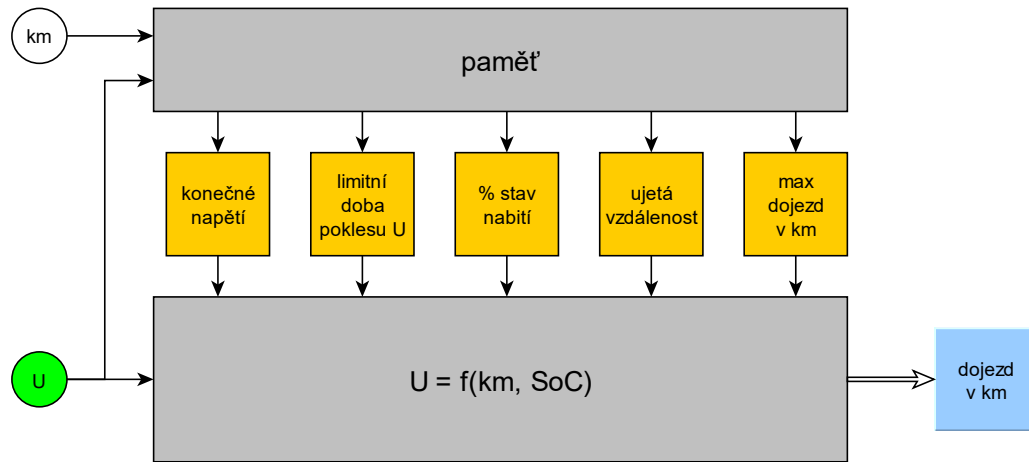 km
paměť
konečné
napětí
limitní
doba
poklesu U
% stav
nabití
ujetá
vzdálenost
max
dojezd
v km
U
U = f(km, SoC)
dojezd
v km